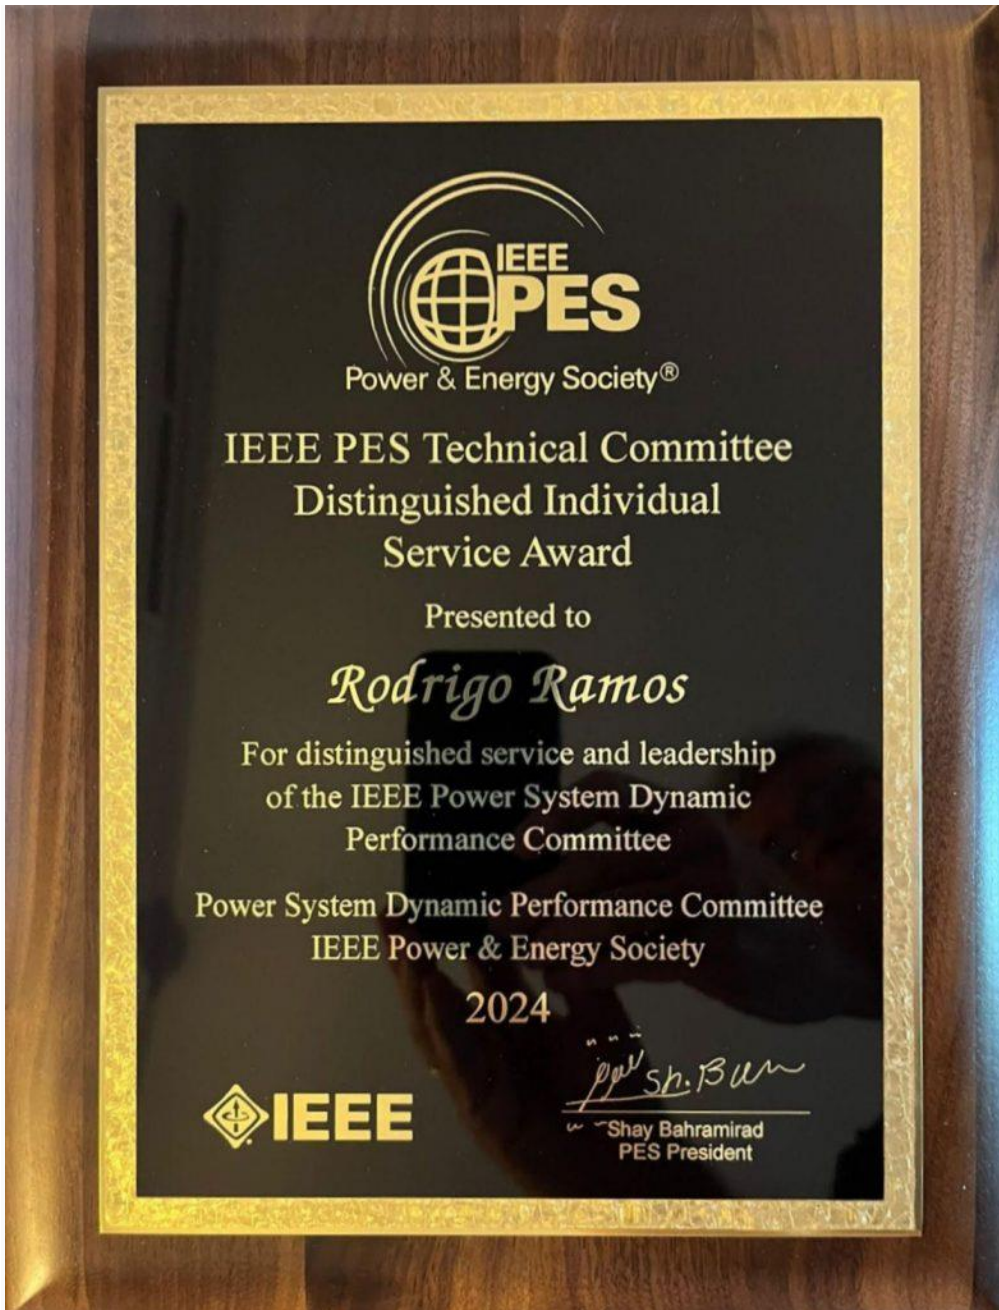 IEEE
PES
Power & Energy Society®
IEEE PES Technical Committee
Distinguished Individual
Service Award
Presented to
Rodrigo Ramos
For distinguished service and leadership
of the IEEE Power System Dynamic
Performance Committee
Power System Dynamic Performance Committee
IEEE Power & Energy Society
2024
IEEE
Shay Bahramirad
PES President